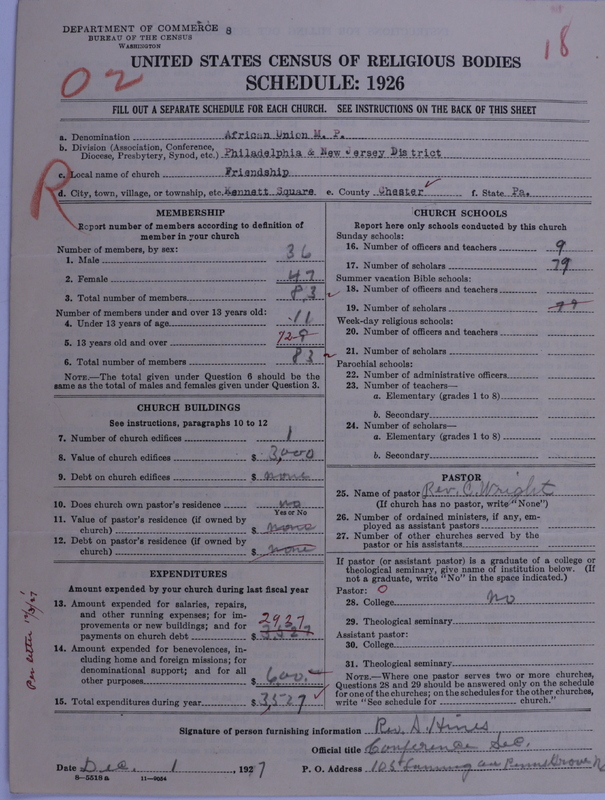 DEPARTMENT OF COMMERCE 8
BUREAU OF THE CENSUS
WASHINGTON
18
UNITED STATES CENSUS OF RELIGIOUS BODIES
SCHEDULE: 1926
O 2
FILL OUT A SEPARATE SCHEDULE FOR EACH CHURCH. SEE INSTRUCTIONS ON THE BACK OF THIS SHEET
a. Denomination African Union M. P.
b. Division (Association, Conference, Diocese, Presbytery, Synod, etc.) Philadelphia & New Jersey District
c. Local name of church Friendship
R
d. City, town, village, or township, etc. Kennett Square e. County Chester f. State Pa.
MEMBERSHIP
Report number of members according to definition of
member in your church
Number of members, by sex:
1. Male 36
2. Female 47
3. Total number of members 83
Number of members under and over 13 years old:
4. Under 13 years of age 11
5. 13 years old and over 72
6. Total number of members 83
NOTE.—The total given under Question 6 should be the
same as the total of males and females given under Question 3.
CHURCH BUILDINGS
See instructions, paragraphs 10 to 12
7. Number of church edifices 1
8. Value of church edifices $ 3,000
9. Debt on church edifices $ none
10. Does church own pastor's residence no
Yes or No
11. Value of pastor's residence (if owned by
church) $ none
12. Debt on pastor's residence (if owned by
church) $ none
EXPENDITURES
Amount expended by your church during last fiscal year
13. Amount expended for salaries, repairs,
and other running expenses; for im-
provements or new buildings; and for
payments on church debt $ 2927
14. Amount expended for benevolences, in-
cluding home and foreign missions; for
denominational support; and for all
other purposes $ 600.
15. Total expenditures during year $ 3,527
Per letter
CHURCH SCHOOLS
Report here only schools conducted by this church
Sunday schools:
16. Number of officers and teachers 9
17. Number of scholars 79
Summer vacation Bible schools:
18. Number of officers and teachers
19. Number of scholars 79
Week-day religious schools:
20. Number of officers and teachers
21. Number of scholars
Parochial schools:
22. Number of administrative officers
23. Number of teachers—
a. Elementary (grades 1 to 8)
b. Secondary
24. Number of scholars—
a. Elementary (grades 1 to 8)
b. Secondary
PASTOR
25. Name of pastor Rev. C. Wright
(If church has no pastor, write "None")
26. Number of ordained ministers, if any, em-
ployed as assistant pastors
27. Number of other churches served by the
pastor or his assistants
If pastor (or assistant pastor) is a graduate of a college or
theological seminary, give name of institution below. (If
not a graduate, write "No" in the space indicated.)
Pastor: O
28. College no
29. Theological seminary
Assistant pastor:
30. College
31. Theological seminary
NOTE.—Where one pastor serves two or more churches,
Questions 28 and 29 should be answered only on the schedule
for one of the churches; on the schedules for the other churches,
write "See schedule for church."
Signature of person furnishing information Rev. S. Hines
Official title Conference Sec.
Date Dec. 1, 1927 P. O. Address 103 Lanning av Penns Grove
8—5518 a 11—9054